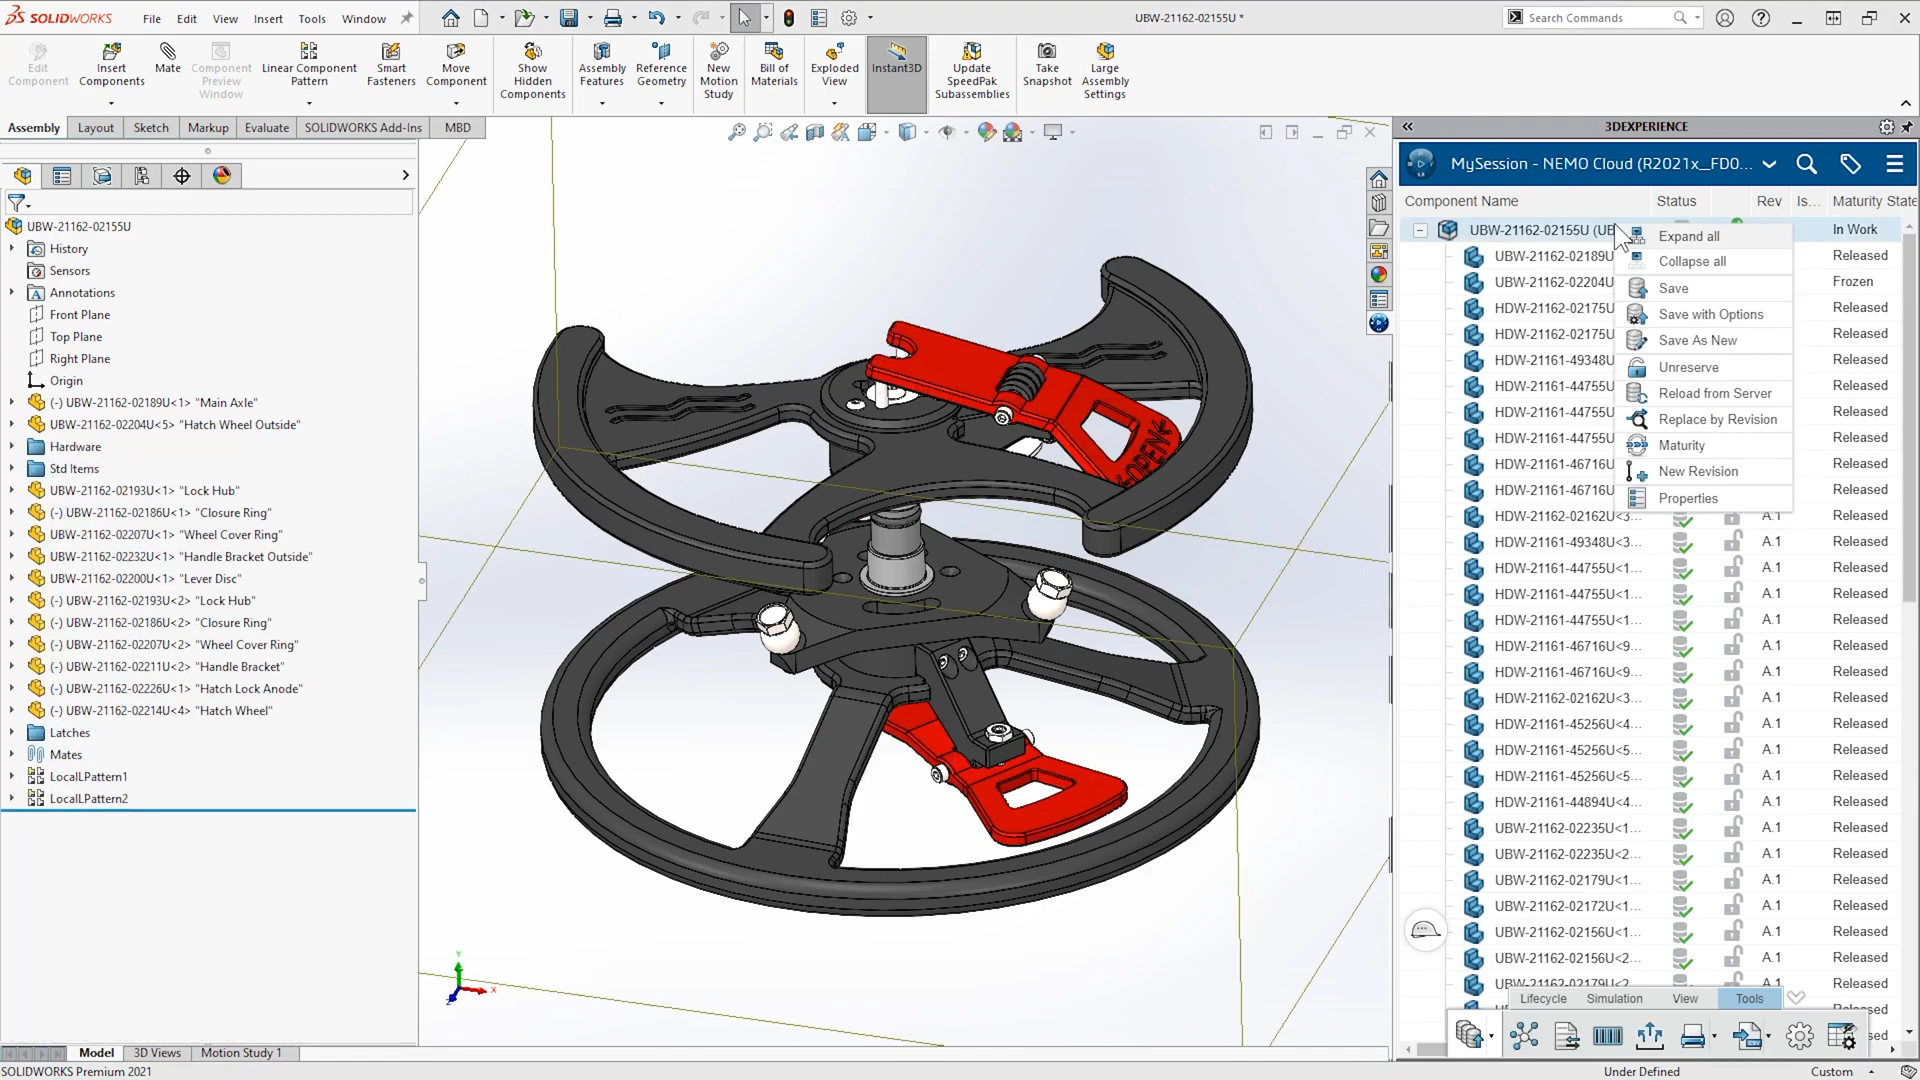 SOLIDWORKS File Edit View Insert Tools Window UBW-21162-02155U * Search Commands
Edit Component
Insert Components
Mate
Component Preview Window
Linear Component Pattern
Smart Fasteners
Move Component
Show Hidden Components
Assembly Features
Reference Geometry
New Motion Study
Bill of Materials
Exploded View
Instant3D
Update SpeedPak Subassemblies
Take Snapshot
Large Assembly Settings
Assembly Layout Sketch Markup Evaluate SOLIDWORKS Add-Ins MBD
UBW-21162-02155U
History
Sensors
Annotations
Front Plane
Top Plane
Right Plane
Origin
(-) UBW-21162-02189U<1> "Main Axle"
UBW-21162-02204U<5> "Hatch Wheel Outside"
Hardware
Std Items
UBW-21162-02193U<1> "Lock Hub"
(-) UBW-21162-02186U<1> "Closure Ring"
UBW-21162-02207U<1> "Wheel Cover Ring"
UBW-21162-02232U<1> "Handle Bracket Outside"
UBW-21162-02200U<1> "Lever Disc"
(-) UBW-21162-02193U<2> "Lock Hub"
(-) UBW-21162-02186U<2> "Closure Ring"
(-) UBW-21162-02207U<2> "Wheel Cover Ring"
(-) UBW-21162-02211U<2> "Handle Bracket"
(-) UBW-21162-02226U<1> "Hatch Lock Anode"
(-) UBW-21162-02214U<4> "Hatch Wheel"
Latches
Mates
LocalLPattern1
LocalLPattern2
OPEN
Y
X
Z
3DEXPERIENCE
MySession - NEMO Cloud (R2021x_FD0...
Component Name Status Rev Is... Maturity State
UBW-21162-02155U (UB In Work
UBW-21162-02189U Released
UBW-21162-02204U Frozen
HDW-21162-02175U Released
HDW-21162-02175U Released
HDW-21161-49348U Released
HDW-21161-44755U Released
HDW-21161-44755U Released
HDW-21161-44755U Released
HDW-21161-46716U Released
HDW-21161-46716U Released
HDW-21162-02162U<3... A.1 Released
HDW-21161-49348U<3... A.1 Released
HDW-21161-44755U<1... A.1 Released
HDW-21161-44755U<1... A.1 Released
HDW-21161-44755U<1... A.1 Released
HDW-21161-46716U<9... A.1 Released
HDW-21161-46716U<9... A.1 Released
HDW-21162-02162U<3... A.1 Released
HDW-21161-45256U<4... A.1 Released
HDW-21161-45256U<5... A.1 Released
HDW-21161-45256U<5... A.1 Released
HDW-21161-44894U<4... A.1 Released
UBW-21162-02235U<1... A.1 Released
UBW-21162-02235U<2... A.1 Released
UBW-21162-02179U<1... A.1 Released
UBW-21162-02172U<1... A.1 Released
UBW-21162-02156U<1... A.1 Released
UBW-21162-02156U<2... A.1 Released
UBW-21162-02179U<2... A.1 Released
Released
Expand all
Collapse all
Save
Save with Options
Save As New
Unreserve
Reload from Server
Replace by Revision
Maturity
New Revision
Properties
Lifecycle Simulation View Tools
Model 3D Views Motion Study 1
SOLIDWORKS Premium 2021 Under Defined Custom